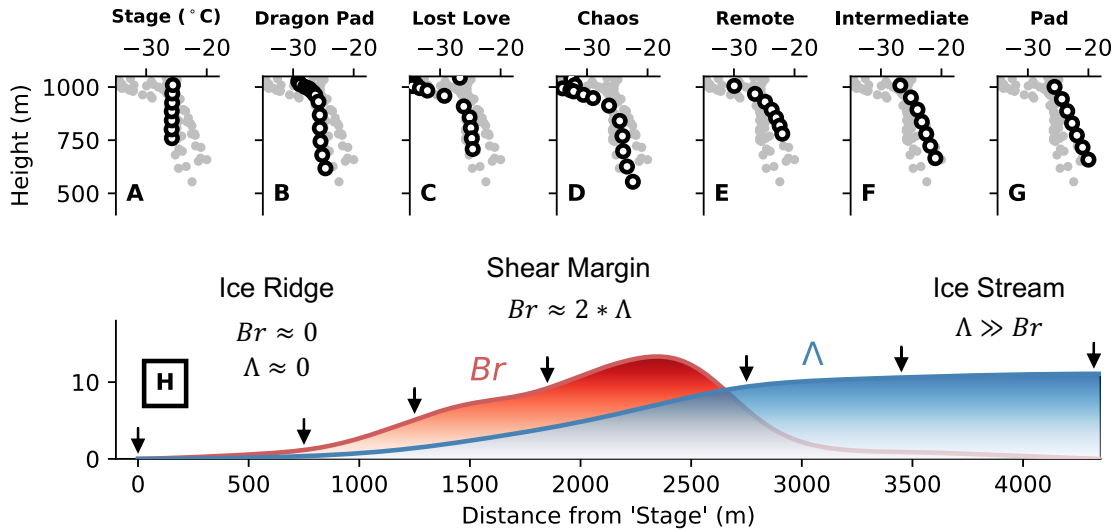 Stage (°C) Dragon Pad Lost Love Chaos Remote Intermediate Pad
−30 −20 −30 −20 −30 −20 −30 −20 −30 −20 −30 −20 −30 −20
1000
750
500
Height (m)
A B C D E F G
Shear Margin
Br ≈ 2 * Λ
Ice Ridge
Br ≈ 0
Λ ≈ 0
Ice Stream
Λ ≫ Br
H
Br
Λ
10
0
0 500 1000 1500 2000 2500 3000 3500 4000
Distance from 'Stage' (m)